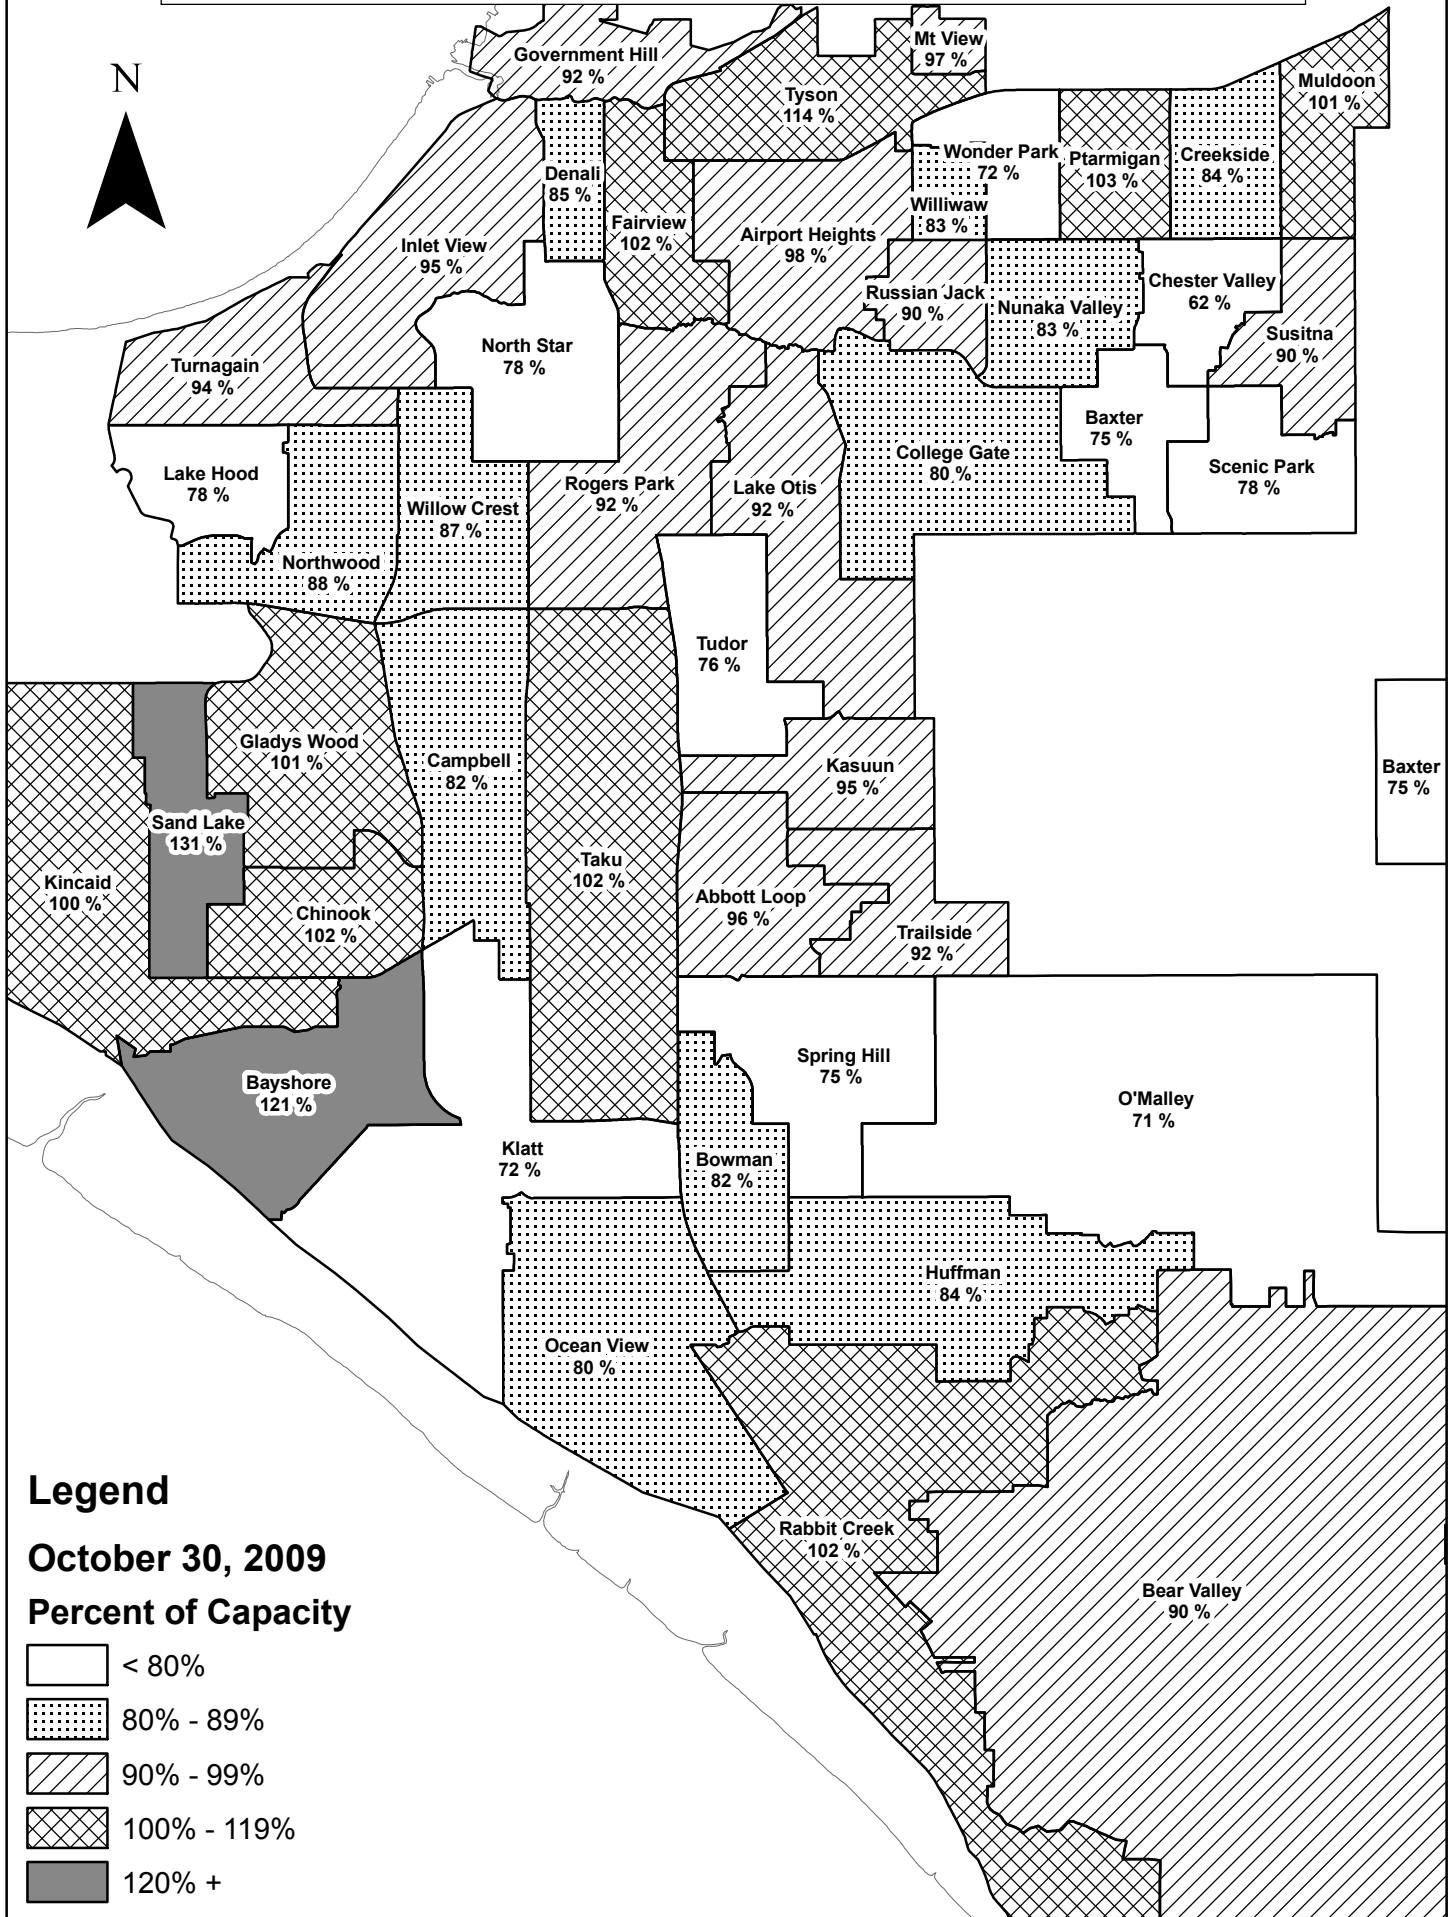 Government Hill
92 %
Mt View
97 %
N
Tyson
114 %
Muldoon
101 %
Denali
85 %
Wonder Park
72 %
Ptarmigan
103 %
Creekside
84 %
Williwaw
83 %
Fairview
102 %
Inlet View
95 %
Airport Heights
98 %
Russian Jack
90 %
Nunaka Valley
83 %
Chester Valley
62 %
Susitna
90 %
North Star
78 %
Turnagain
94 %
Baxter
75 %
College Gate
80 %
Scenic Park
78 %
Lake Hood
78 %
Rogers Park
92 %
Lake Otis
92 %
Willow Crest
87 %
Northwood
88 %
Tudor
76 %
Gladys Wood
101 %
Campbell
82 %
Kasuun
95 %
Baxter
75 %
Sand Lake
131 %
Taku
102 %
Kincaid
100 %
Abbott Loop
96 %
Chinook
102 %
Trailside
92 %
Spring Hill
75 %
Bayshore
121 %
O'Malley
71 %
Klatt
72 %
Bowman
82 %
Huffman
84 %
Ocean View
80 %
Rabbit Creek
102 %
Bear Valley
90 %
Legend
October 30, 2009
Percent of Capacity
< 80%
80% - 89%
90% - 99%
100% - 119%
120% +